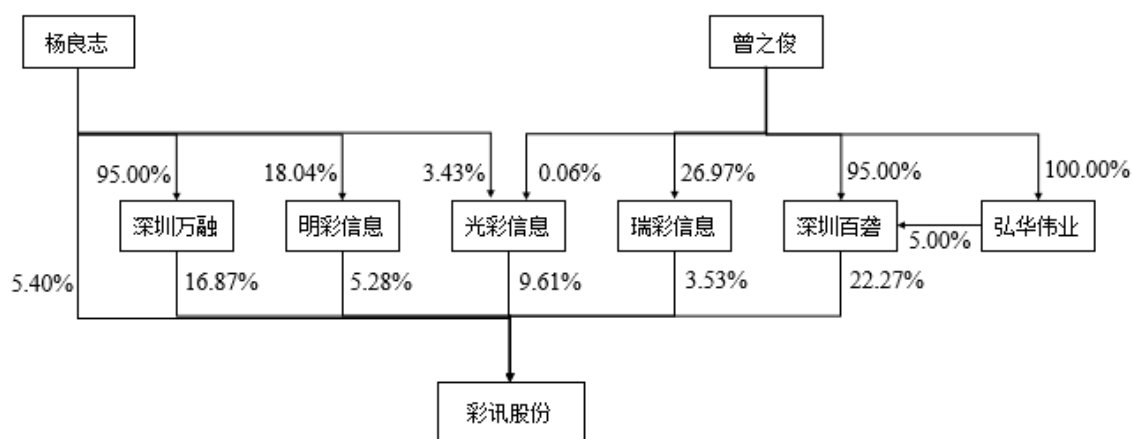 杨良志
曾之俊
95.00%
18.04%
3.43%
0.06%
26.97%
95.00%
100.00%
深圳万融
明彩信息
光彩信息
瑞彩信息
深圳百砻
弘华伟业
5.00%
5.40%
16.87%
5.28%
9.61%
3.53%
22.27%
彩讯股份